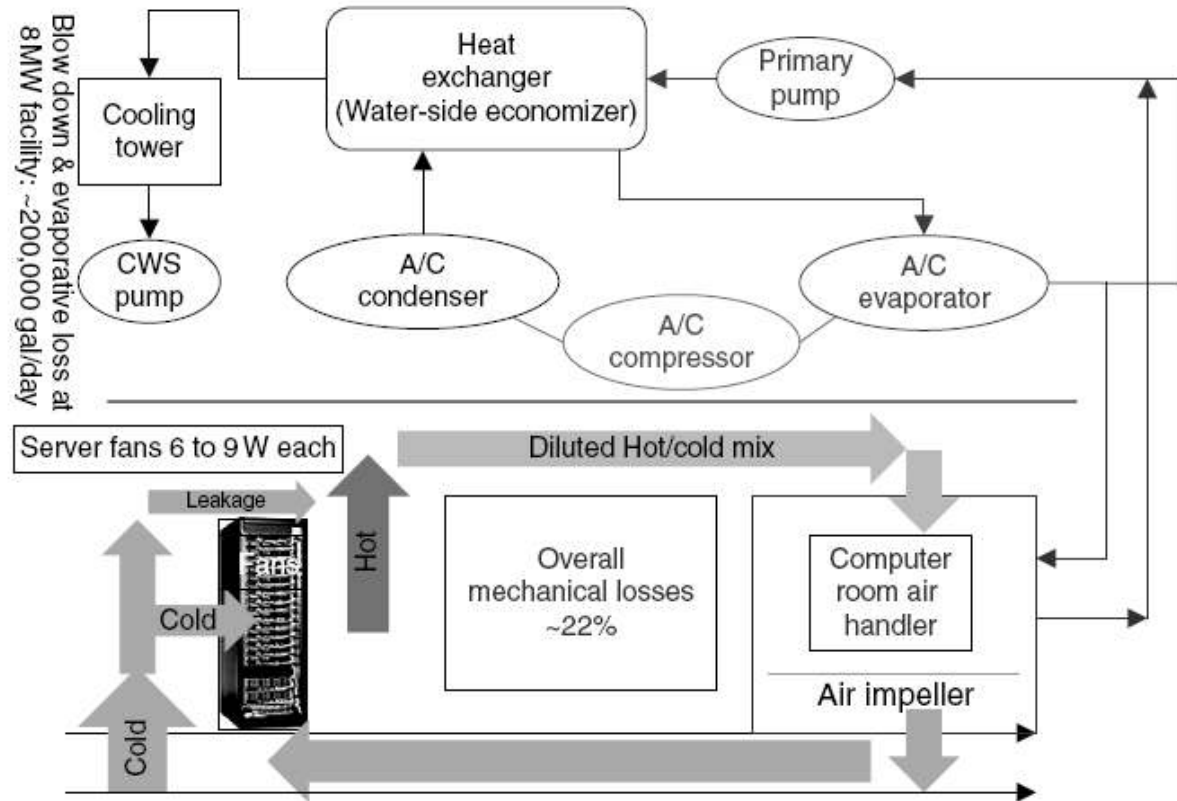 Blow down & evaporative loss at
8MW facility: ~200,000 gal/day
Cooling
tower
CWS
pump
Heat
exchanger
(Water-side economizer)
Primary
pump
A/C
condenser
A/C
compressor
A/C
evaporator
Server fans 6 to 9 W each
Diluted Hot/cold mix
Leakage
Fans
Hot
Cold
Cold
Overall
mechanical losses
~22%
Computer
room air
handler
Air impeller